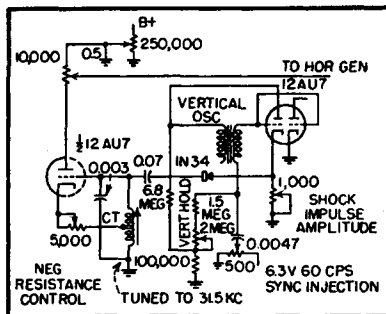 B+
10,000
0.5
250,000
TO HOR GEN
12AU7
VERTICAL
OSC
½12AU7
0.003
0.07
IN34
6.8
MEG
VERT HOLD
1.5
MEG
2MEG
1,000
SHOCK
IMPULSE
AMPLITUDE
CT
5,000
100,000
0.0047
500
NEG
RESISTANCE
CONTROL
TUNED TO 31.5KC
6.3V 60 CPS
SYNC INJECTION